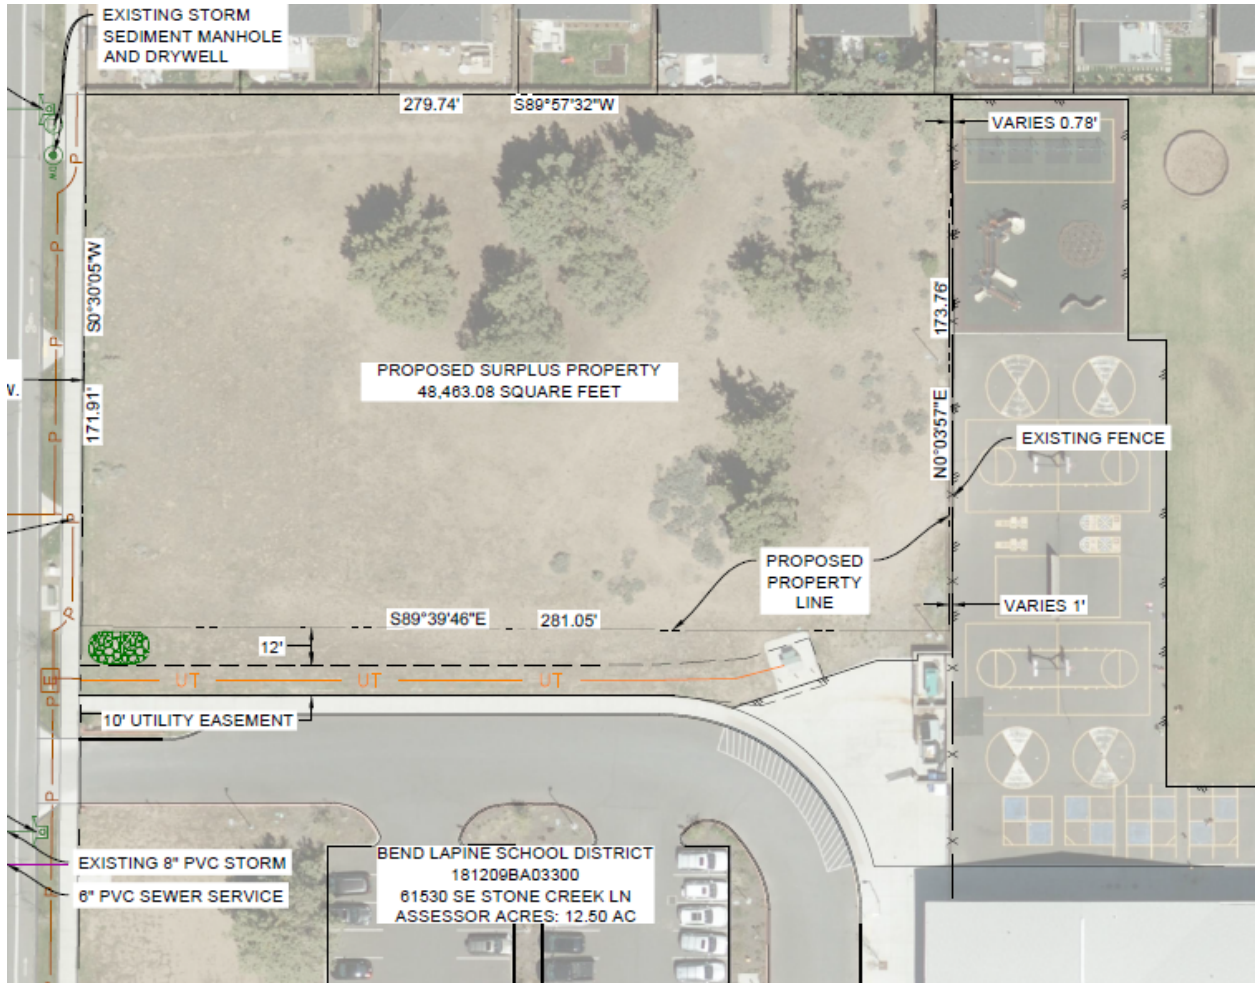 EXISTING STORM
SEDIMENT MANHOLE
AND DRYWELL
279.74'
S89°57'32"W
VARIES 0.78'
P
DW
P
S0°30'05"W
171.91'
173.76'
N0°03'57"E
P
W.
PROPOSED SURPLUS PROPERTY
48,463.08 SQUARE FEET
P
EXISTING FENCE
P
PROPOSED
PROPERTY
LINE
VARIES 1'
P
S89°39'46"E
281.05'
12'
UT
UT
UT
P
10' UTILITY EASEMENT
P
EXISTING 8" PVC STORM
6" PVC SEWER SERVICE
P
BEND LAPINE SCHOOL DISTRICT
181209BA03300
61530 SE STONE CREEK LN
ASSESSOR ACRES: 12.50 AC